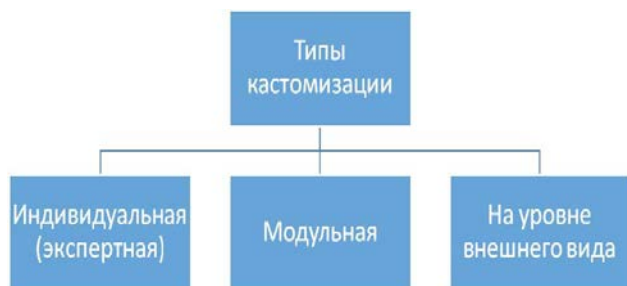 Типы
кастомизации
Индивидуальная
(экспертная)
Модульная
На уровне
внешнего вида